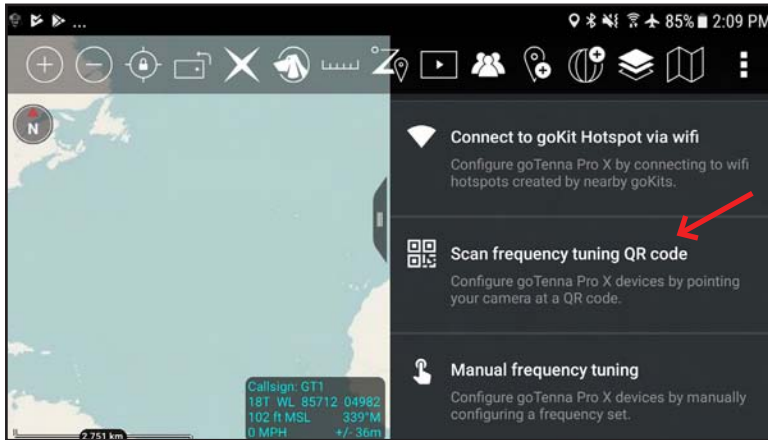 ... 85% 2:09 PM
N
Connect to goKit Hotspot via wifi
Configure goTenna Pro X by connecting to wifi
hotspots created by nearby goKits.
Scan frequency tuning QR code
Configure goTenna Pro X devices by pointing
your camera at a QR code.
Manual frequency tuning
Configure goTenna Pro X devices by manually
configuring a frequency set.
Callsign: GT1
18T WL 85712 04982
102 ft MSL 339°M
0 MPH +/- 36m
2,751 km